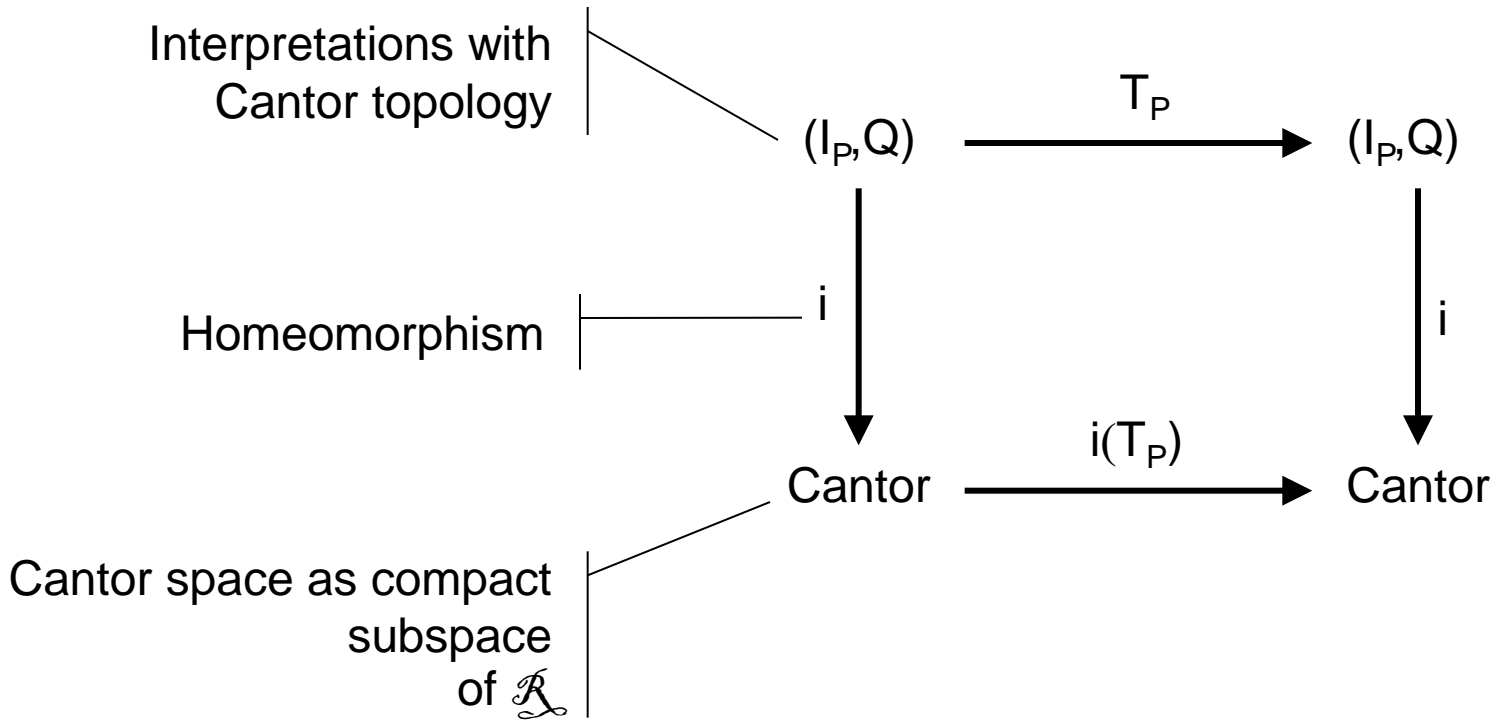 Interpretations with
Cantor topology
T_P
(I_P,Q)
(I_P,Q)
Homeomorphism
i
i
i(T_P)
Cantor
Cantor
Cantor space as compact
subspace
of ℛ